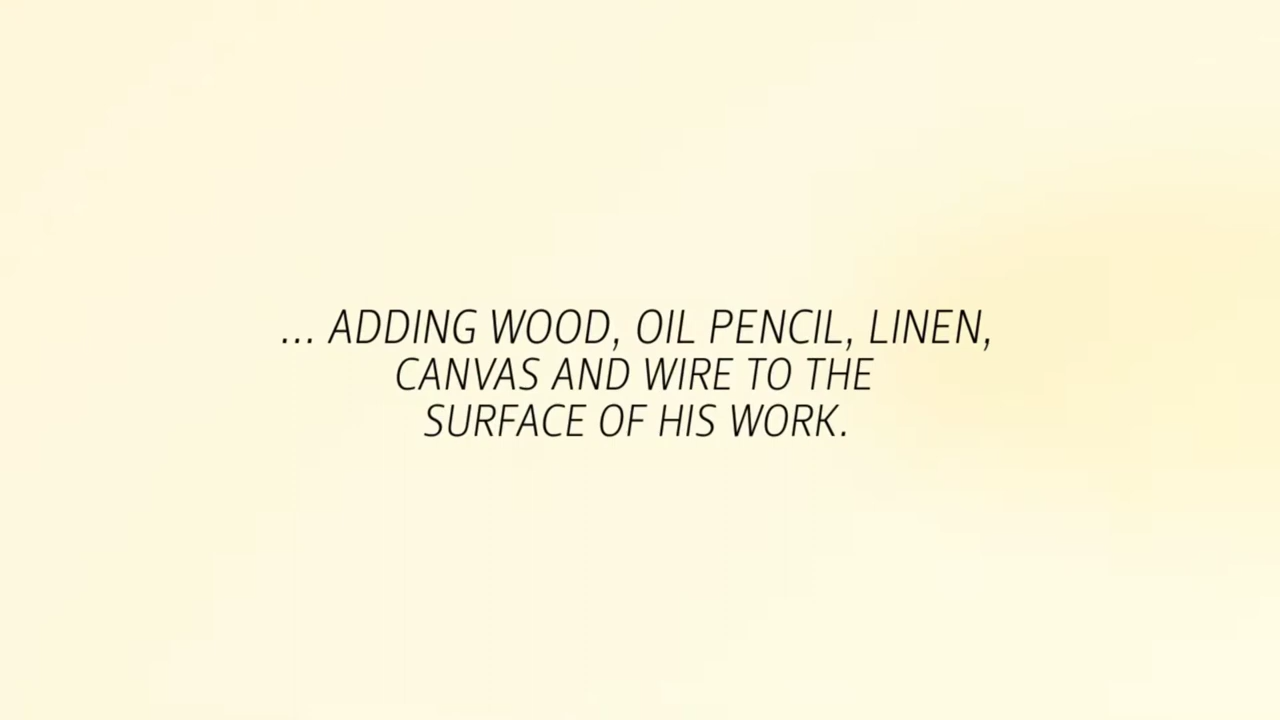 ... ADDING WOOD, OIL PENCIL, LINEN,
CANVAS AND WIRE TO THE
SURFACE OF HIS WORK.